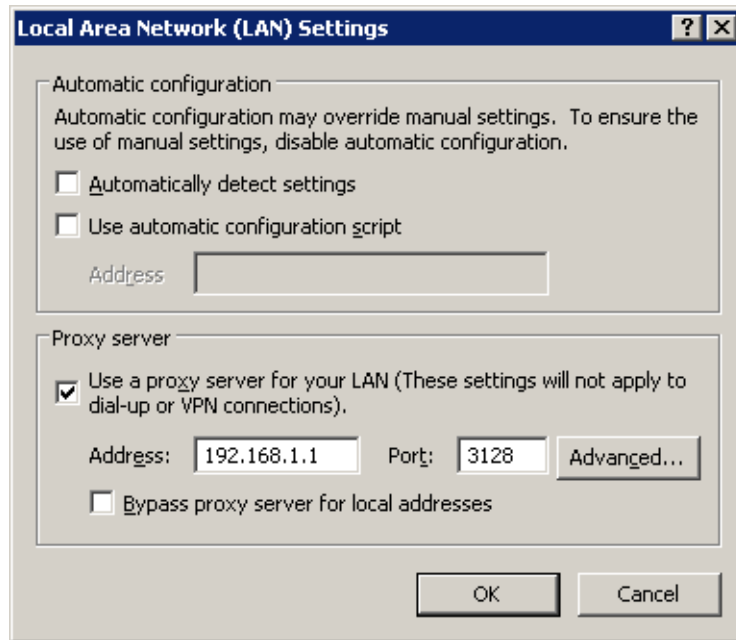 Local Area Network (LAN) Settings
Automatic configuration
Automatic configuration may override manual settings.  To ensure the
use of manual settings, disable automatic configuration.
Automatically detect settings
Use automatic configuration script
Address
Proxy server
Use a proxy server for your LAN (These settings will not apply to
dial-up or VPN connections).
Address: 192.168.1.1 Port: 3128 Advanced...
Bypass proxy server for local addresses
OK Cancel